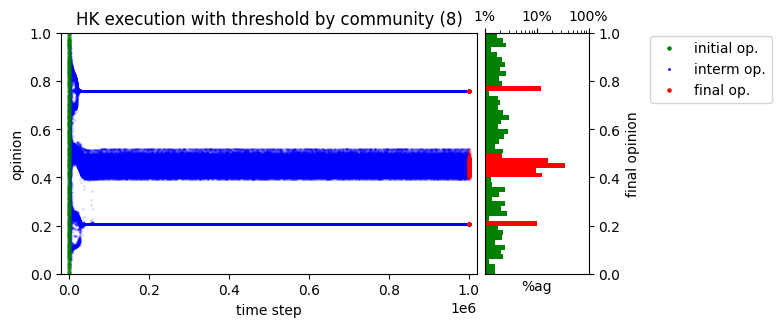 HK execution with threshold by community (8)
1% 10% 100%
initial op.
interm op.
final op.
1.0
0.8
0.6
0.4
0.2
0.0
opinion
0.0 0.2 0.4 0.6 0.8 1.0
1e6
time step
%ag
1.0
0.8
0.6
0.4
0.2
0.0
final opinion